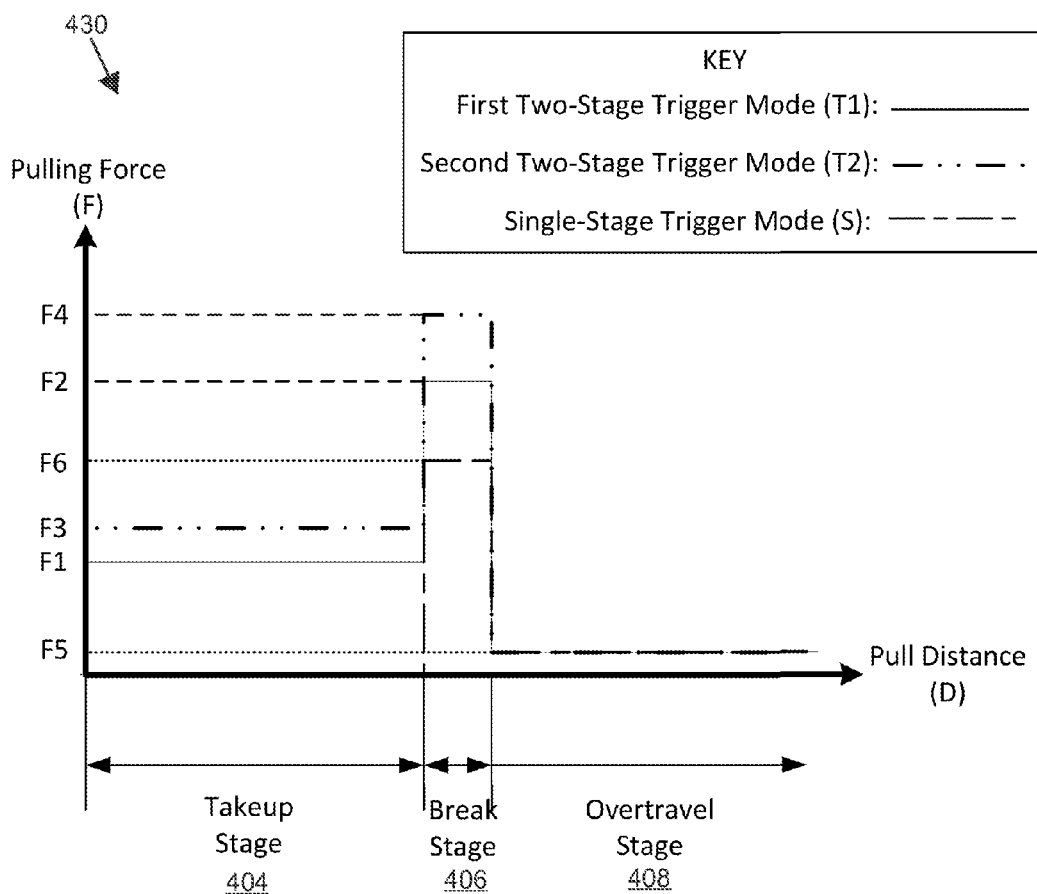 430
KEY
First Two-Stage Trigger Mode (T1):
Second Two-Stage Trigger Mode (T2):
Single-Stage Trigger Mode (S):
Pulling Force
(F)
F4
F2
F6
F3
F1
F5
Pull Distance
(D)
Takeup
Stage
404
Break
Stage
406
Overtravel
Stage
408